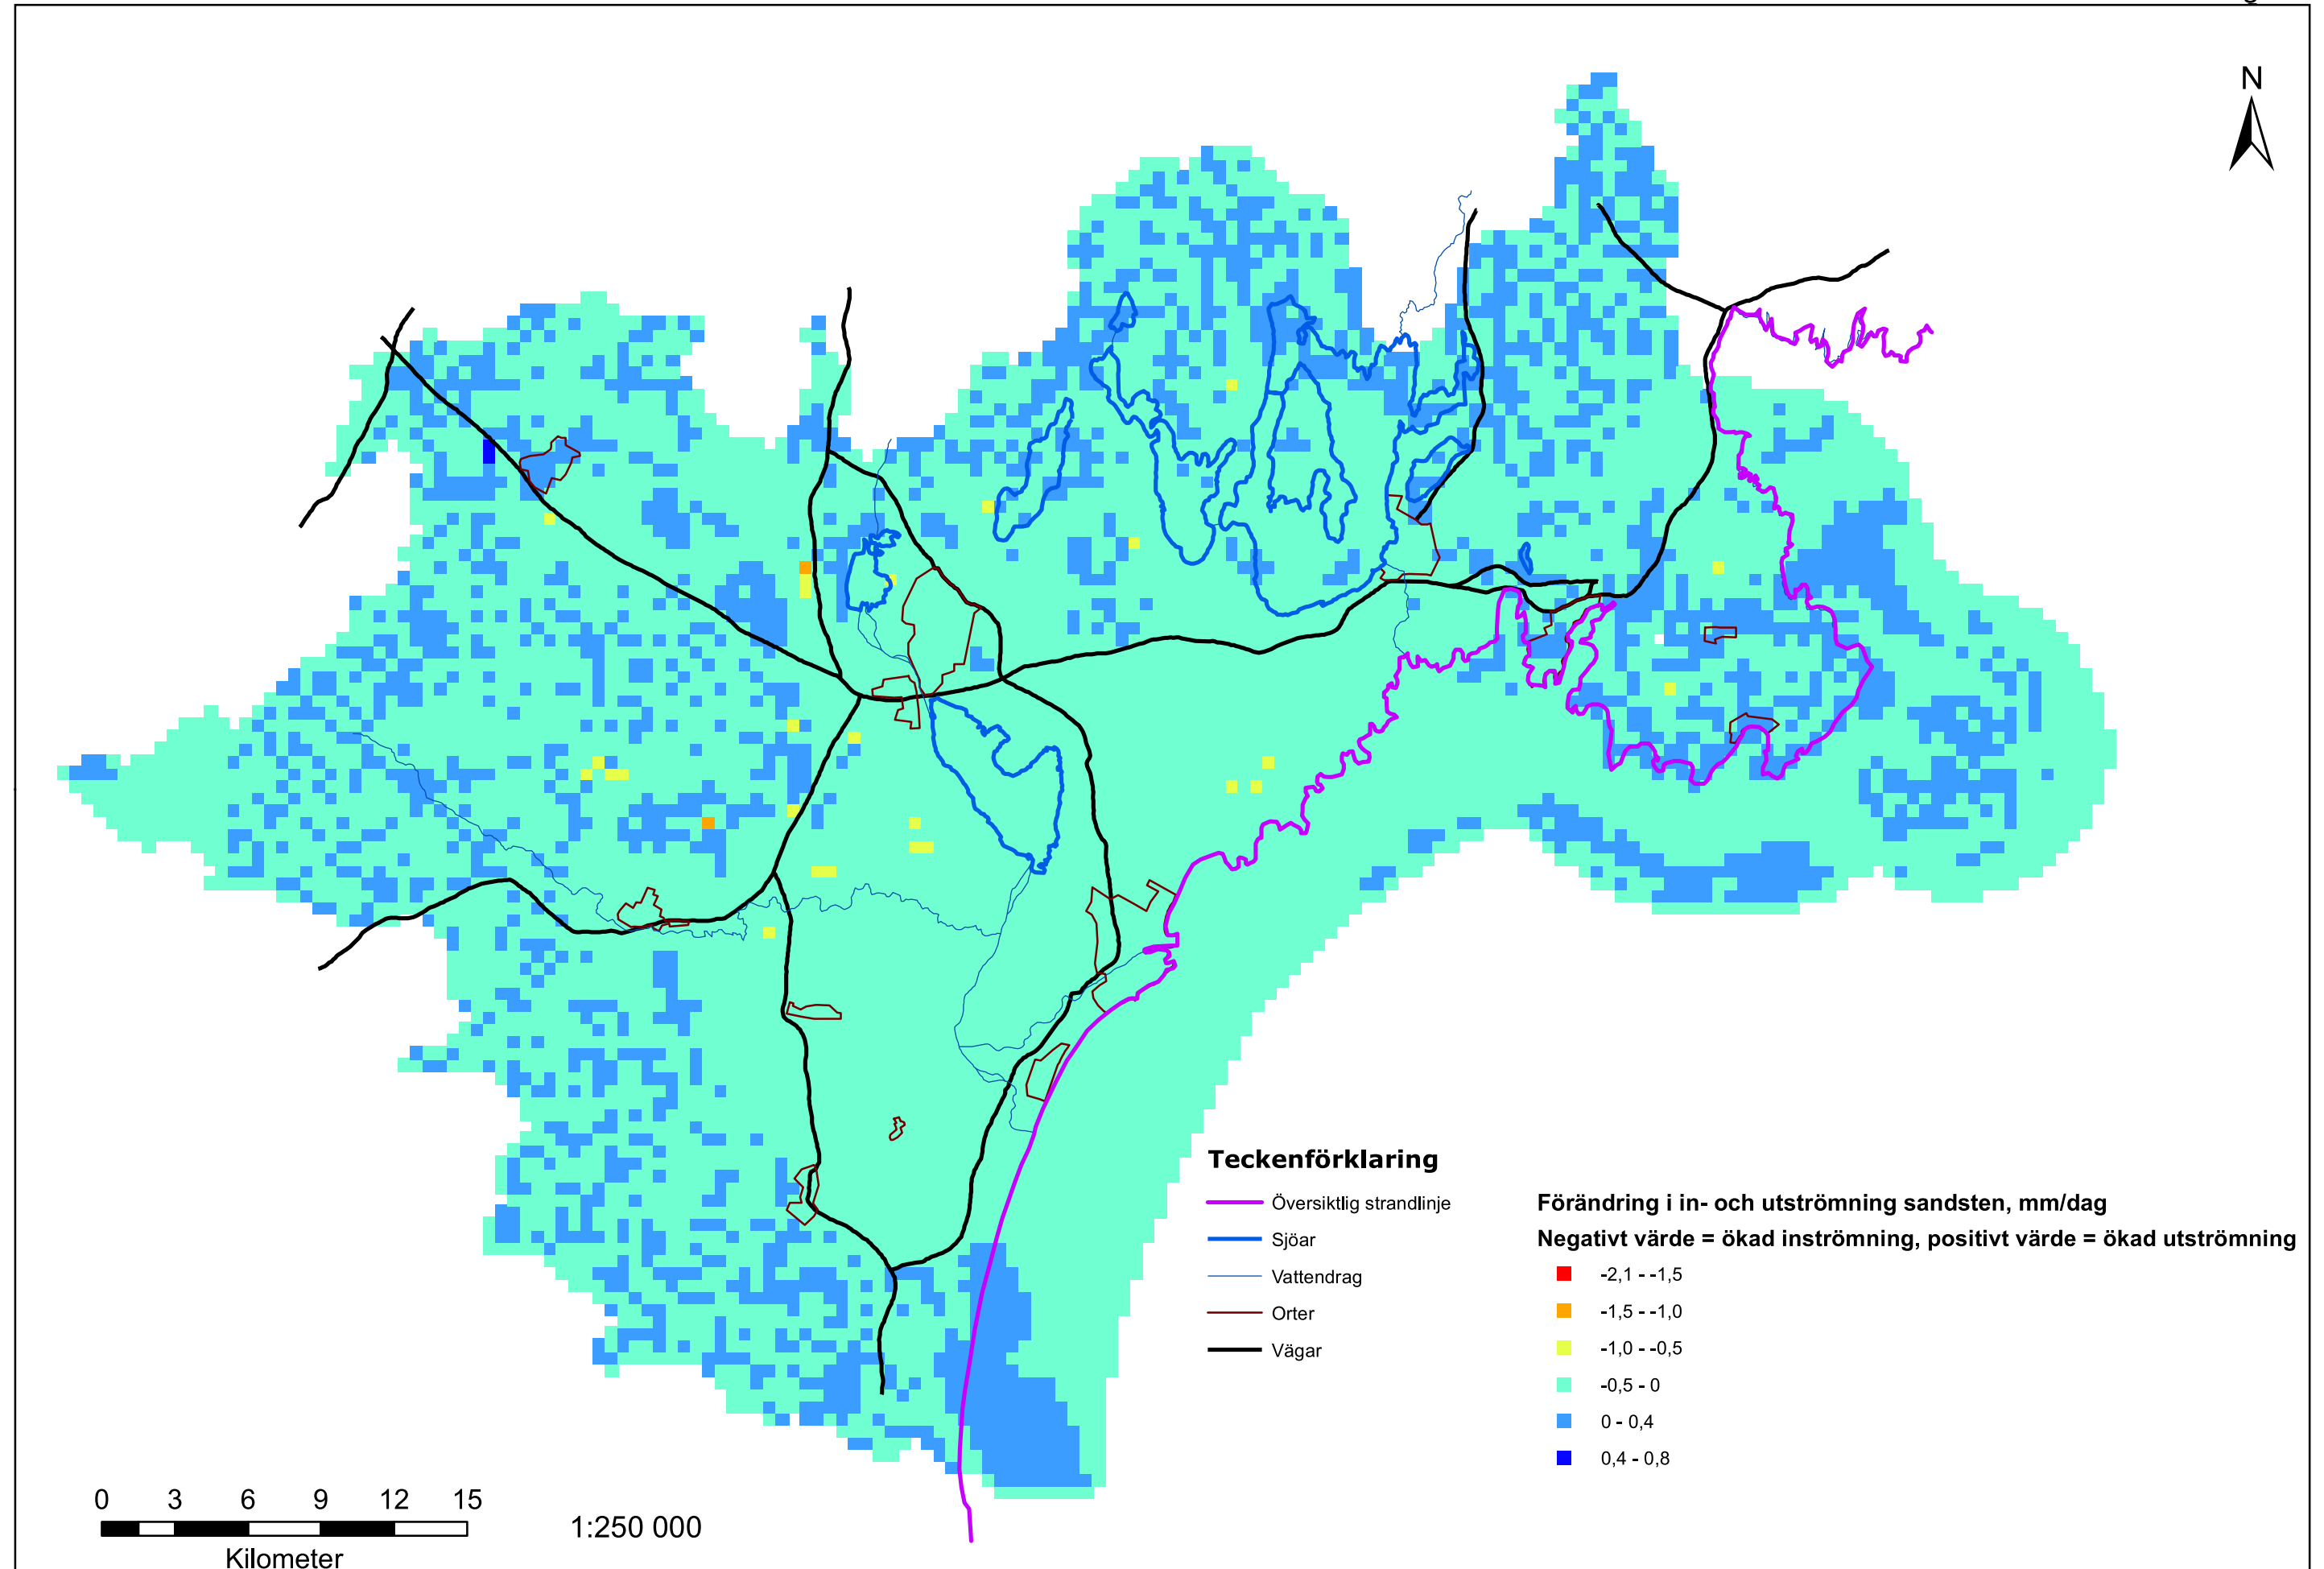 N
Teckenförklaring
Översiktlig strandlinje
Sjöar
Vattendrag
Orter
Vägar
Förändring i in- och utströmning sandsten, mm/dag
Negativt värde = ökad inströmning, positivt värde = ökad utströmning
-2,1 - -1,5
-1,5 - -1,0
-1,0 - -0,5
-0,5 - 0
0 - 0,4
0,4 - 0,8
0 3 6 9 12 15
Kilometer
1:250 000